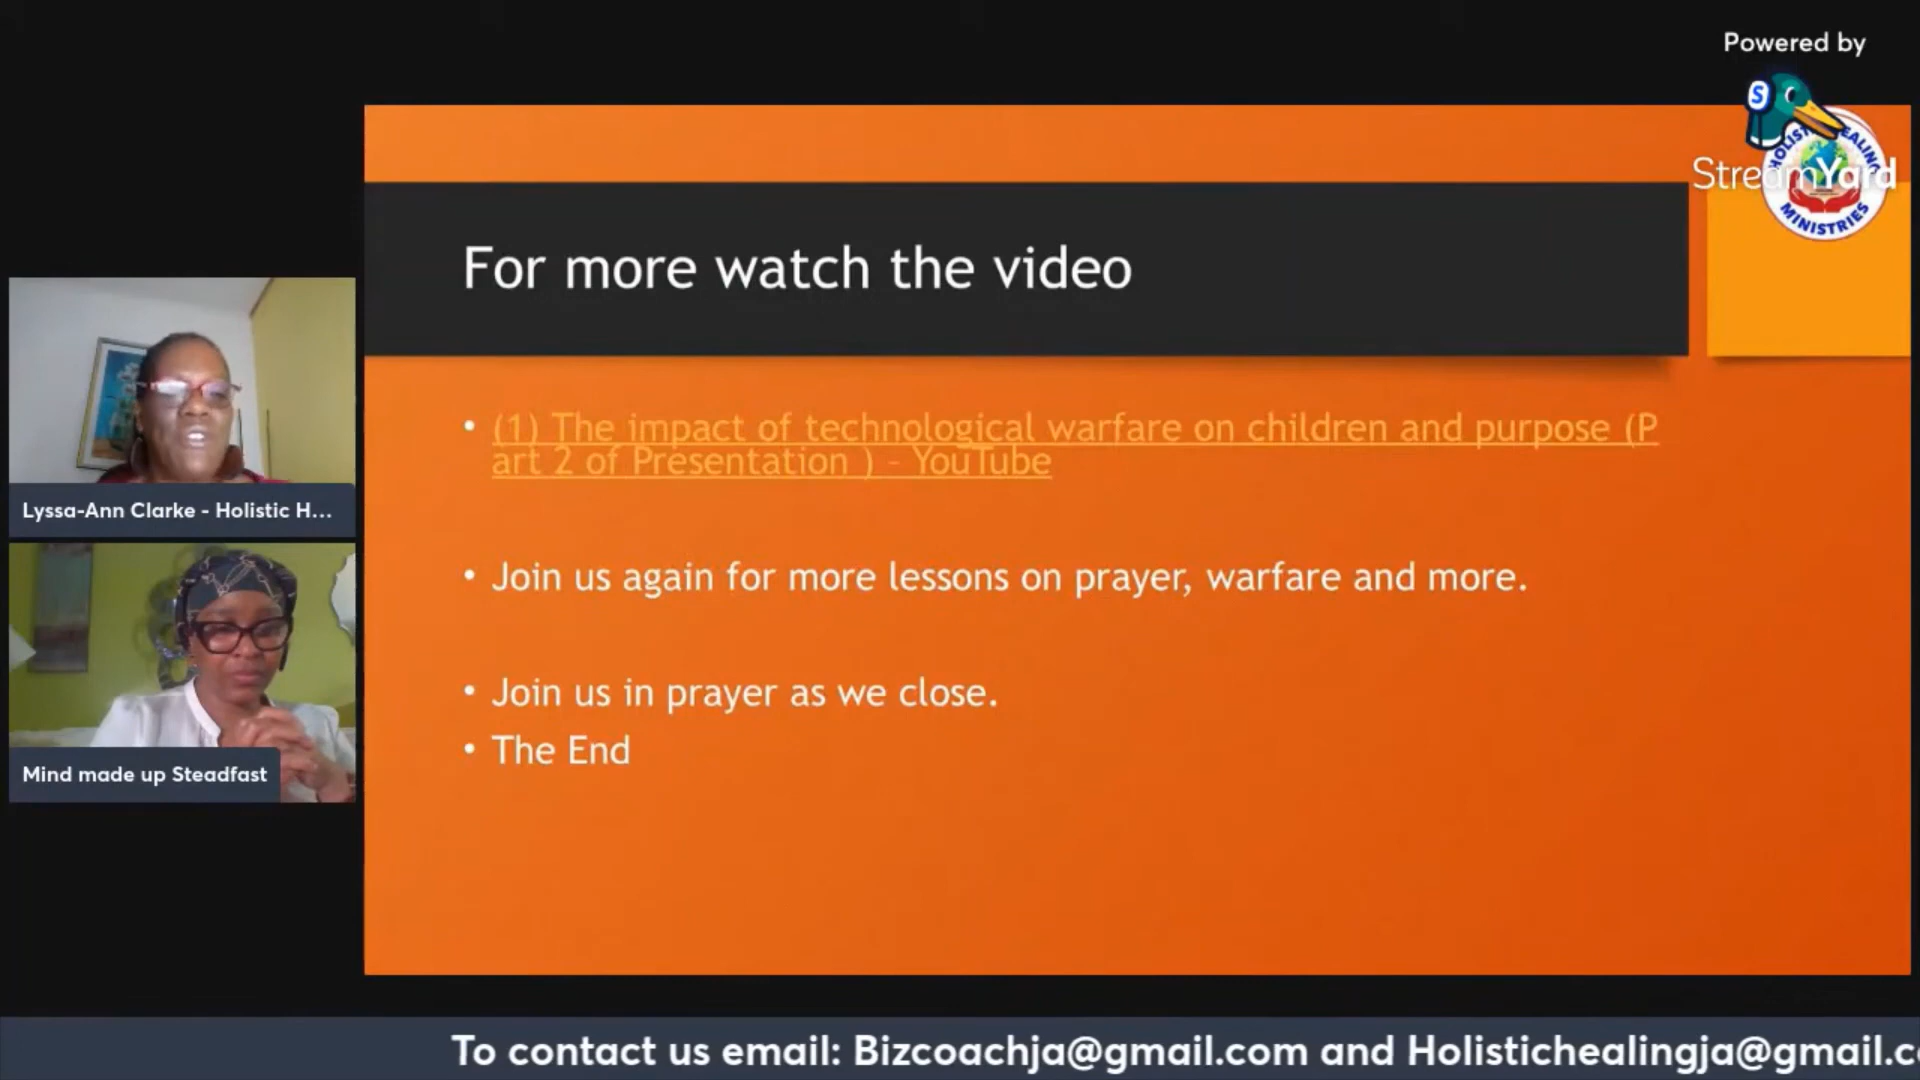 Powered by
StreamYard
HOLISTIC HEALING
MINISTRIES
For more watch the video
• (1) The impact of technological warfare on children and purpose (P
art 2 of Presentation ) - YouTube
• Join us again for more lessons on prayer, warfare and more.
• Join us in prayer as we close.
• The End
Lyssa-Ann Clarke - Holistic H...
Mind made up Steadfast
To contact us email: Bizcoachja@gmail.com and Holistichealingja@gmail.c